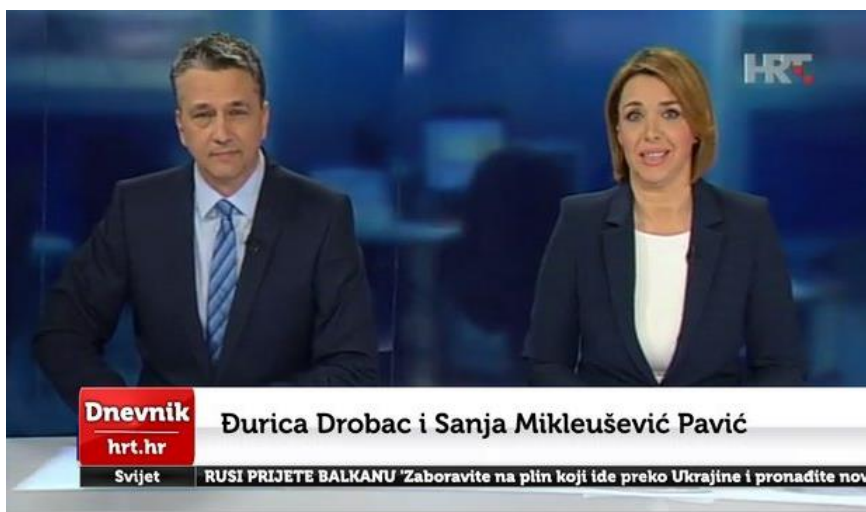 HRT
Dnevnik
hrt.hr
Đurica Drobac i Sanja Mikleušević Pavić
Svijet
RUSI PRIJETE BALKANU 'Zaboravite na plin koji ide preko Ukrajine i pronađite nov